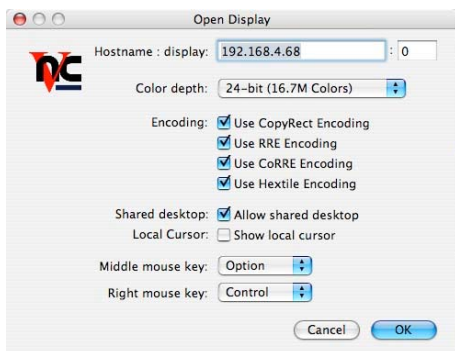 Open Display
Hostname : display: 192.168.4.68 : 0
VNC
Color depth: 24-bit (16.7M Colors)
Encoding: Use CopyRect Encoding
Use RRE Encoding
Use CoRRE Encoding
Use Hextile Encoding
Shared desktop: Allow shared desktop
Local Cursor: Show local cursor
Middle mouse key: Option
Right mouse key: Control
Cancel OK